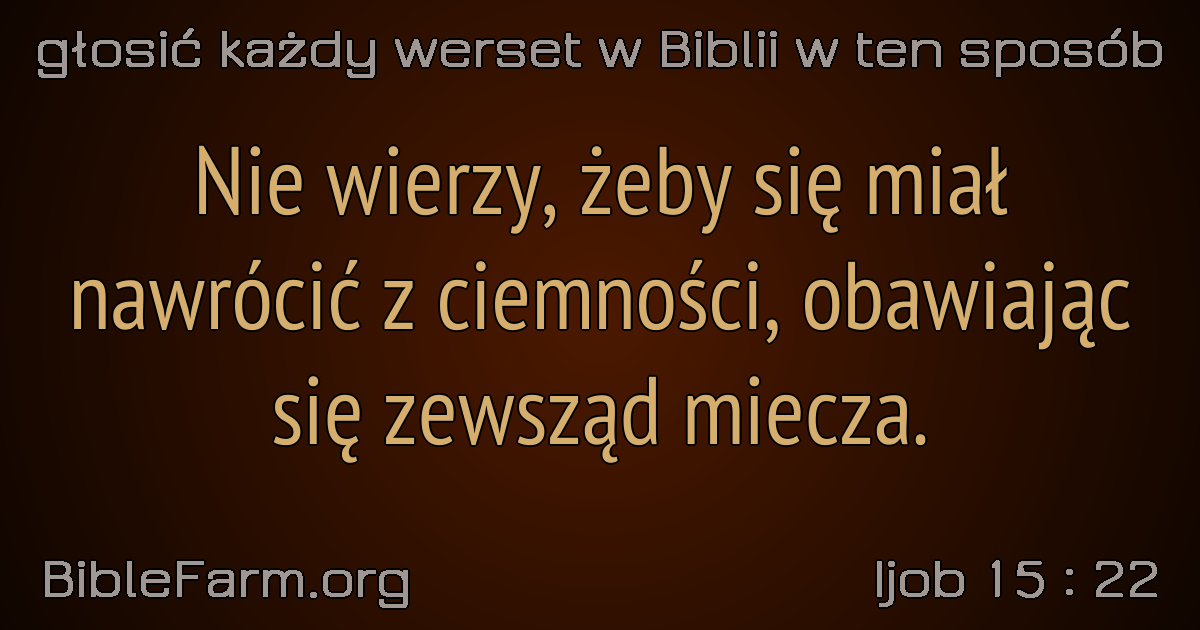 głosić każdy werset w Biblii w ten sposób
Nie wierzy, żeby się miał
nawrócić z ciemności, obawiając
się zewsząd miecza.
BibleFarm.org
Ijob 15 : 22